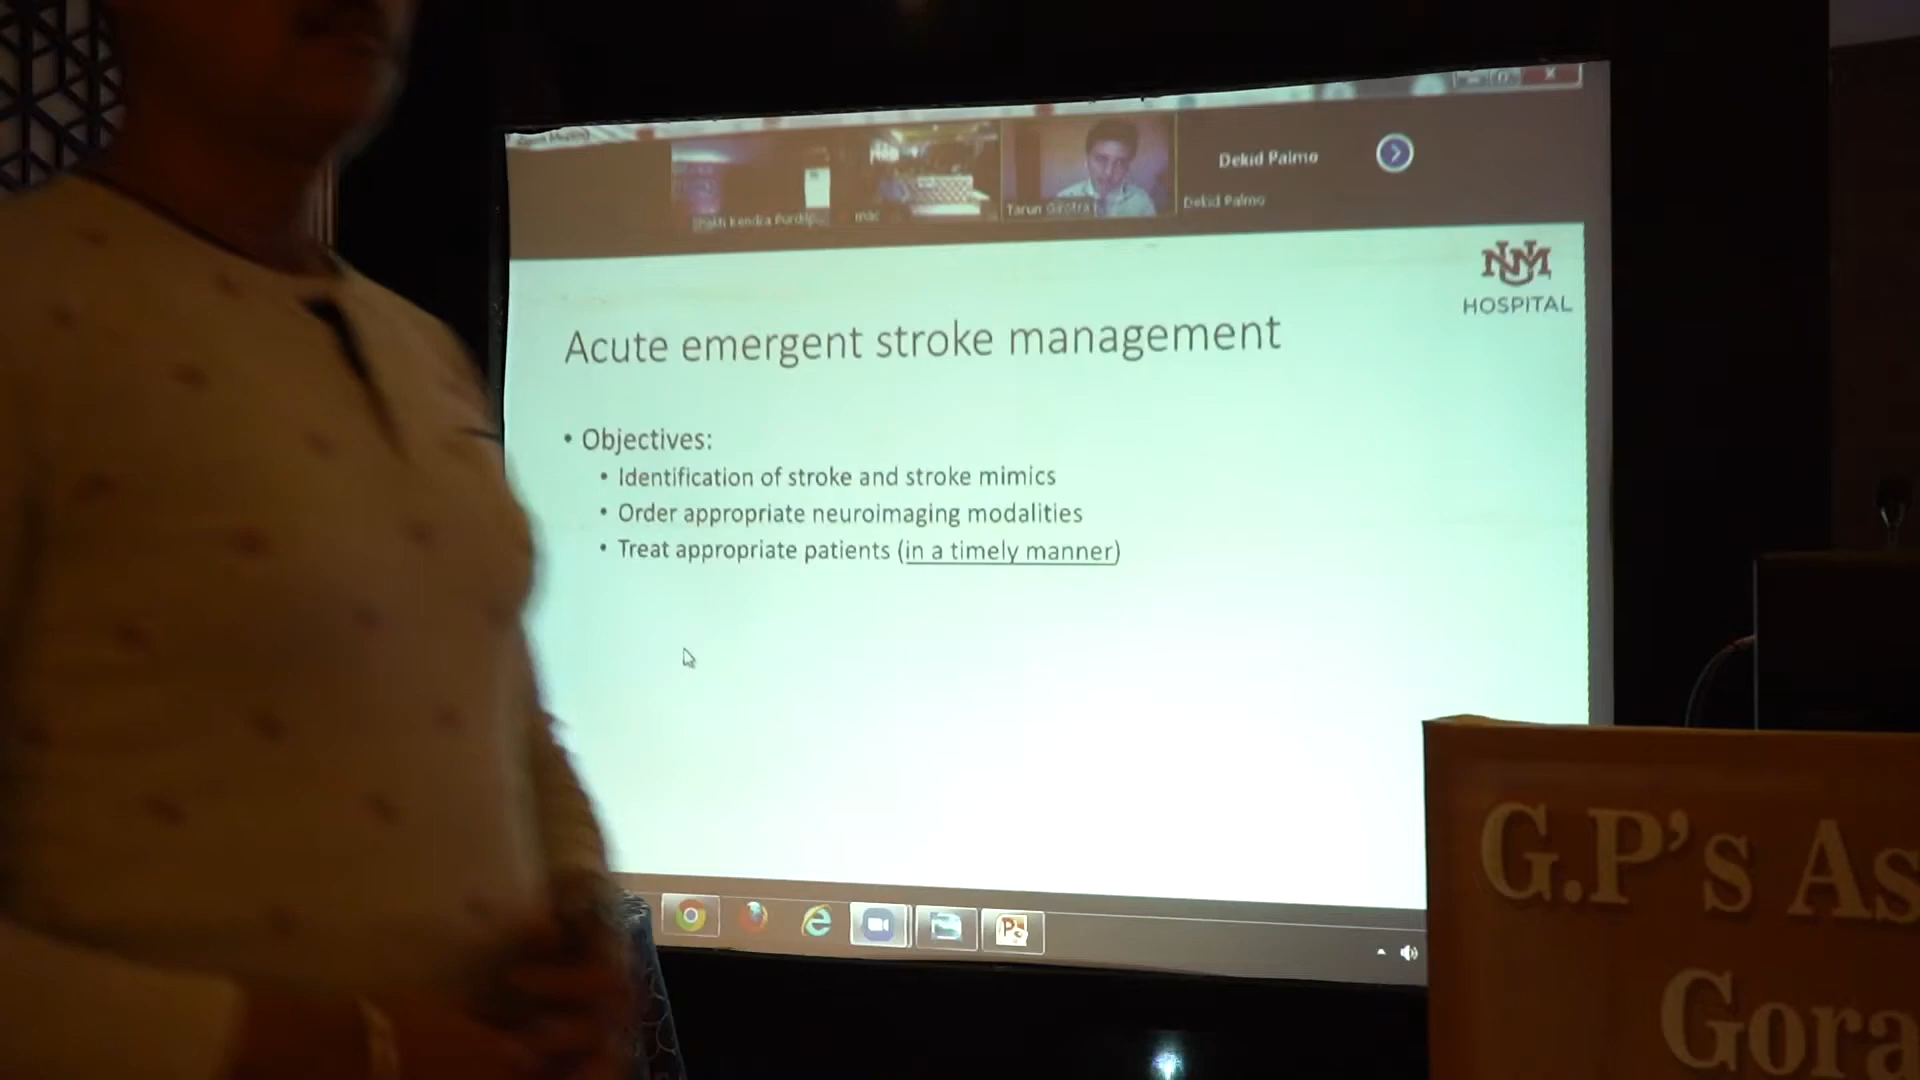 Dekid Palmo
Tarun Girotra
Dekid Palmo
mac
UNM
HOSPITAL
Acute emergent stroke management
• Objectives:
• Identification of stroke and stroke mimics
• Order appropriate neuroimaging modalities
• Treat appropriate patients (in a timely manner)
G.P's As
Gora